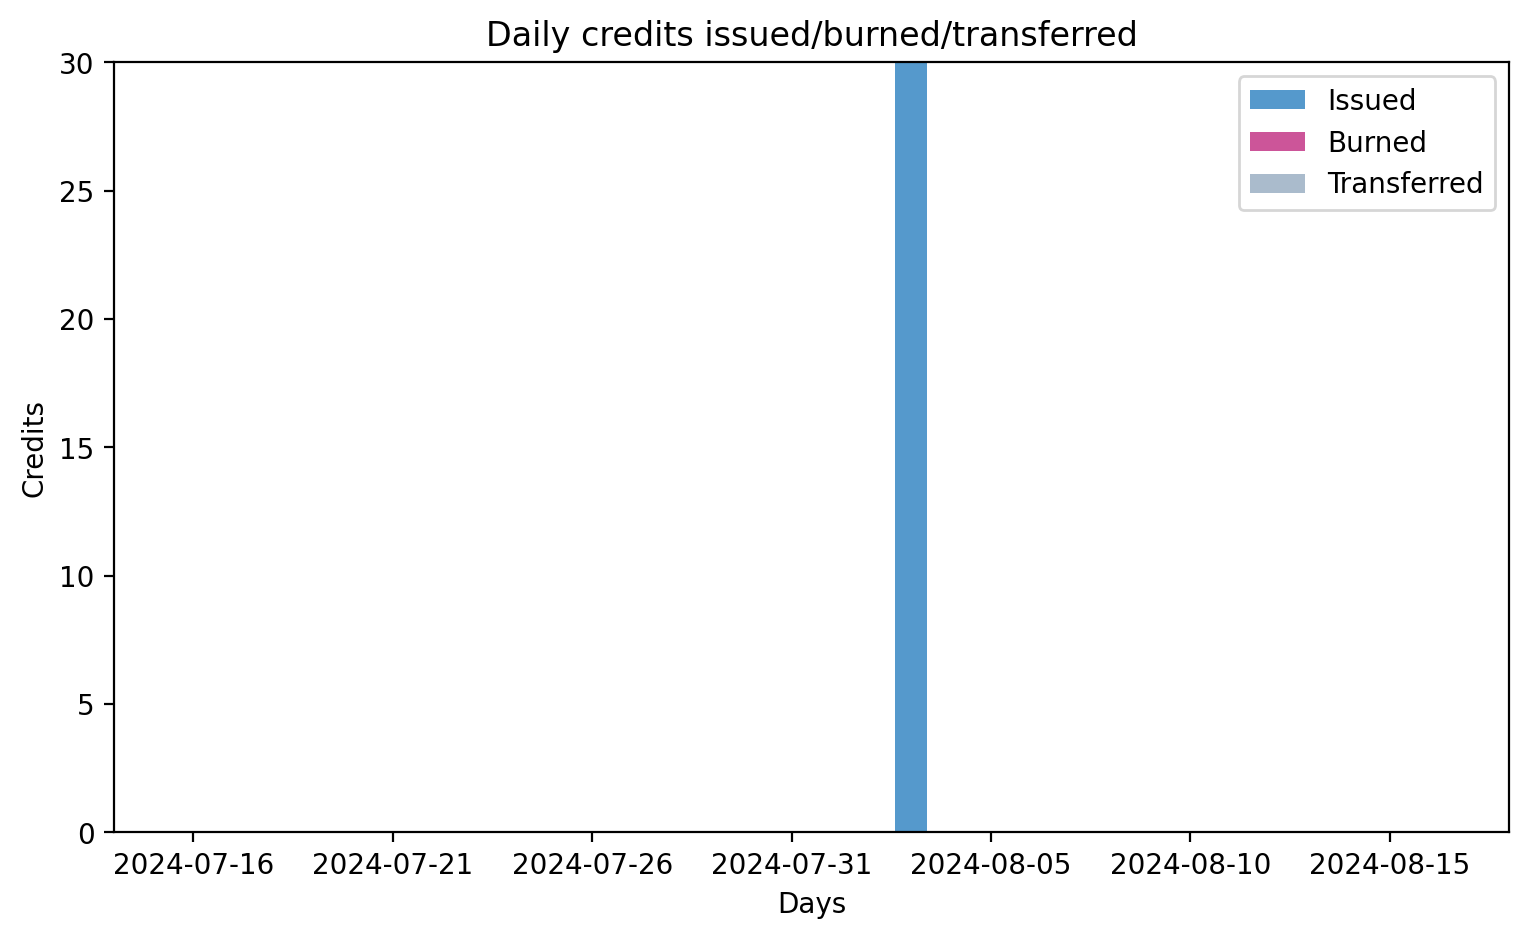 Daily credits issued/burned/transferred
30
25
20
15
10
5
0
Credits
Issued
Burned
Transferred
2024-07-16 2024-07-21 2024-07-26 2024-07-31 2024-08-05 2024-08-10 2024-08-15
Days